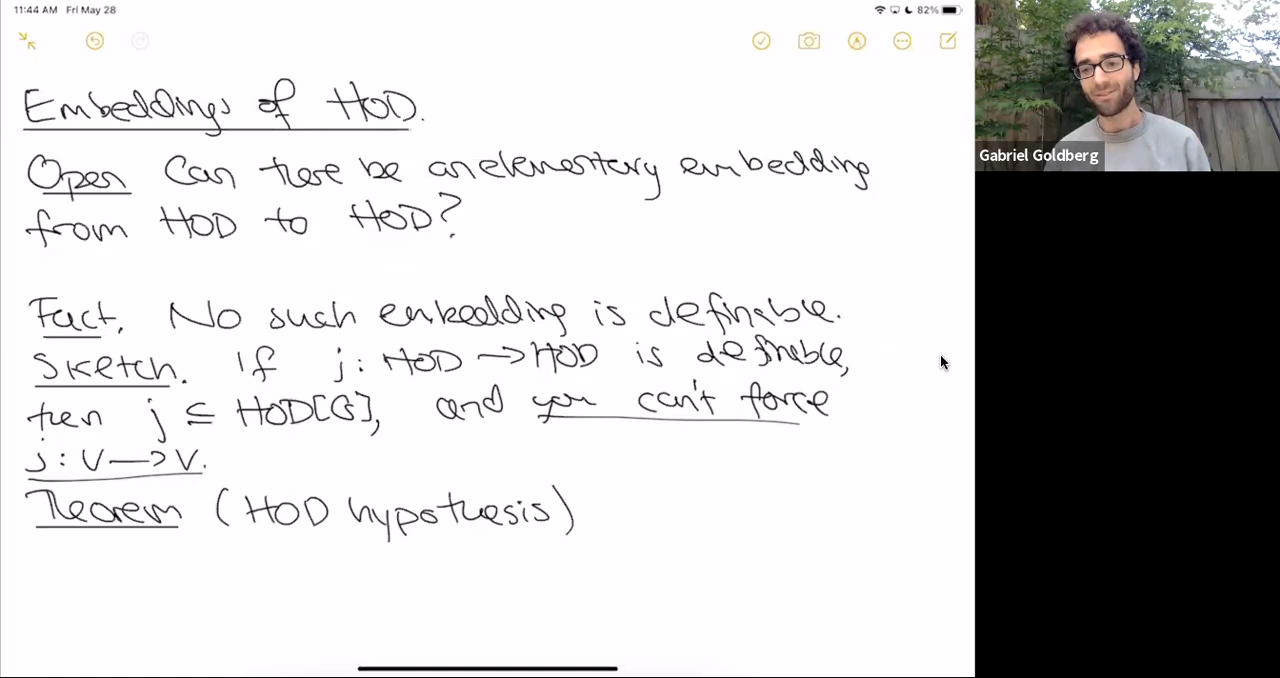 11:44 AM Fri May 28
82%
Embeddings of HOD.
Open Can there be an elementary embedding
from HOD to HOD?
Fact. No such embedding is definable.
Sketch. If j: HOD → HOD is definable,
then j ⊆ HOD[G], and you can't force
j: V → V.
Theorem (HOD hypothesis)
Gabriel Goldberg